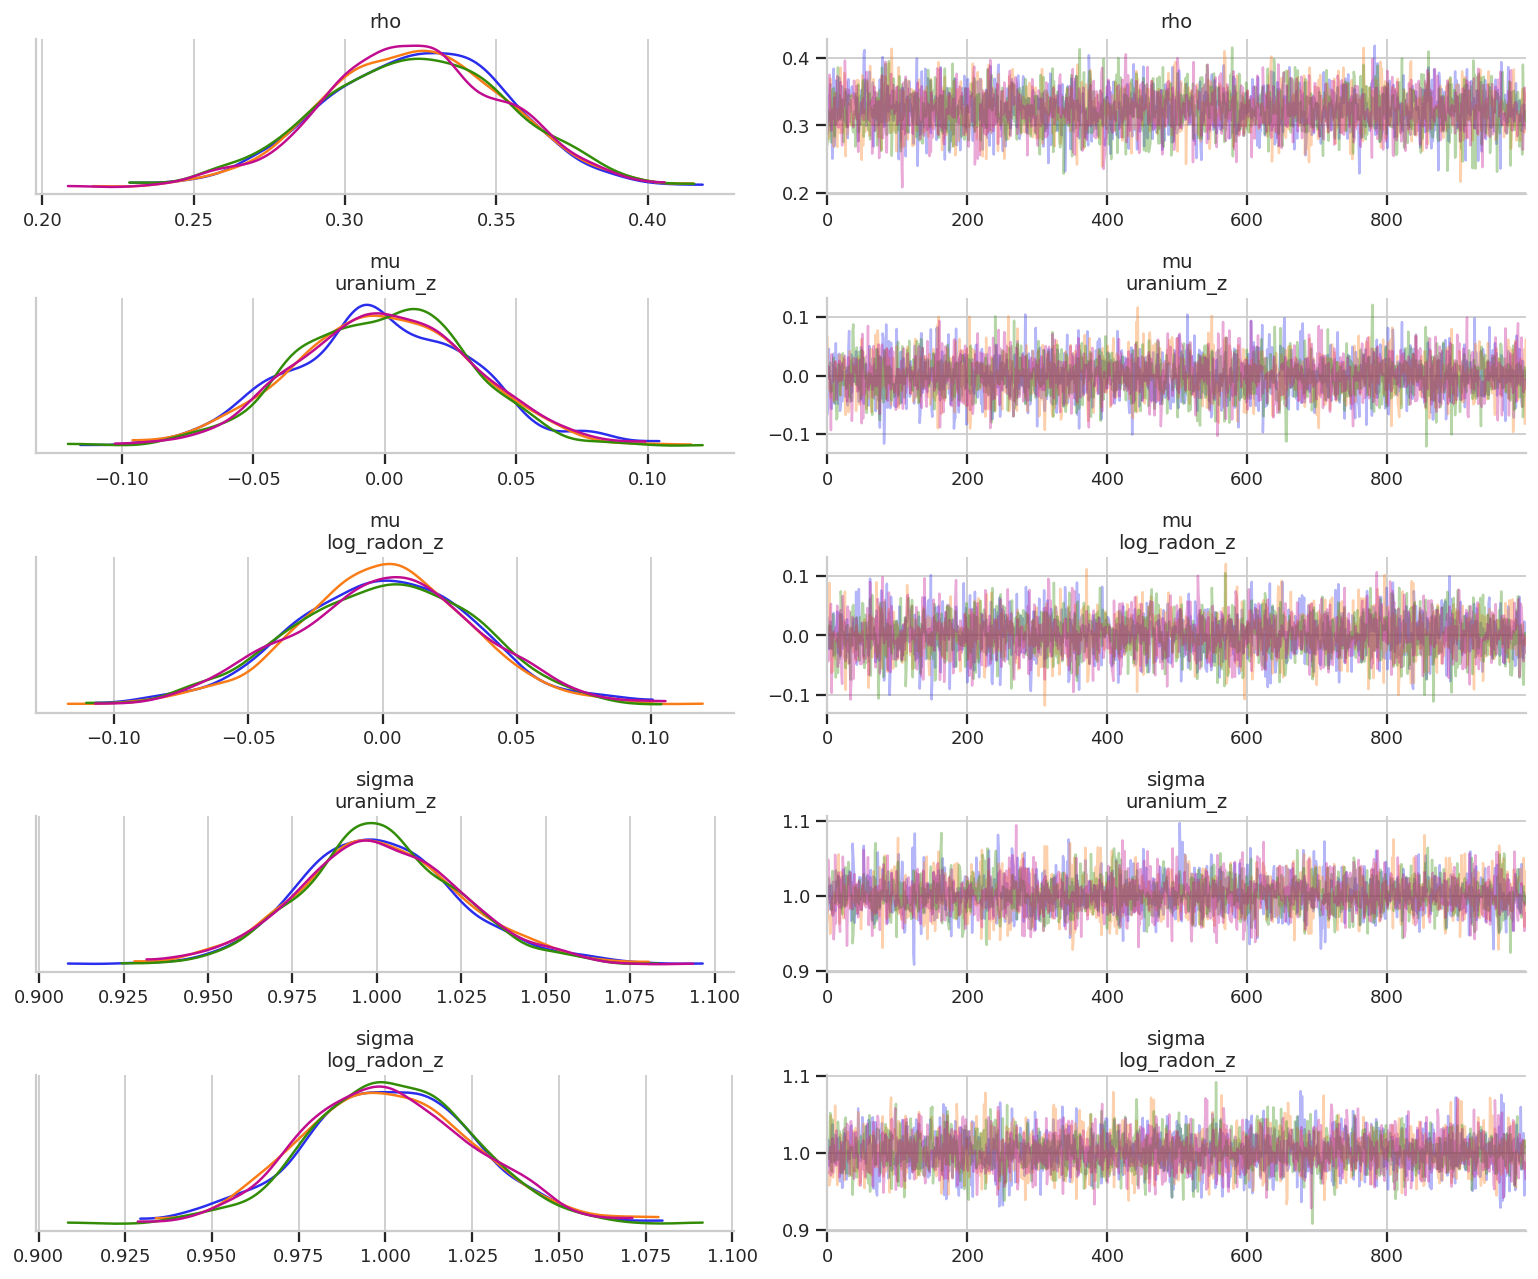 rho
0.20 0.25 0.30 0.35 0.40
rho
0.4
0.3
0.2
0 200 400 600 800
mu
uranium_z
−0.10 −0.05 0.00 0.05 0.10
mu
uranium_z
0.1
0.0
−0.1
0 200 400 600 800
mu
log_radon_z
−0.10 −0.05 0.00 0.05 0.10
mu
log_radon_z
0.1
0.0
−0.1
0 200 400 600 800
sigma
uranium_z
0.900 0.925 0.950 0.975 1.000 1.025 1.050 1.075 1.100
sigma
uranium_z
1.1
1.0
0.9
0 200 400 600 800
sigma
log_radon_z
0.900 0.925 0.950 0.975 1.000 1.025 1.050 1.075 1.100
sigma
log_radon_z
1.1
1.0
0.9
0 200 400 600 800